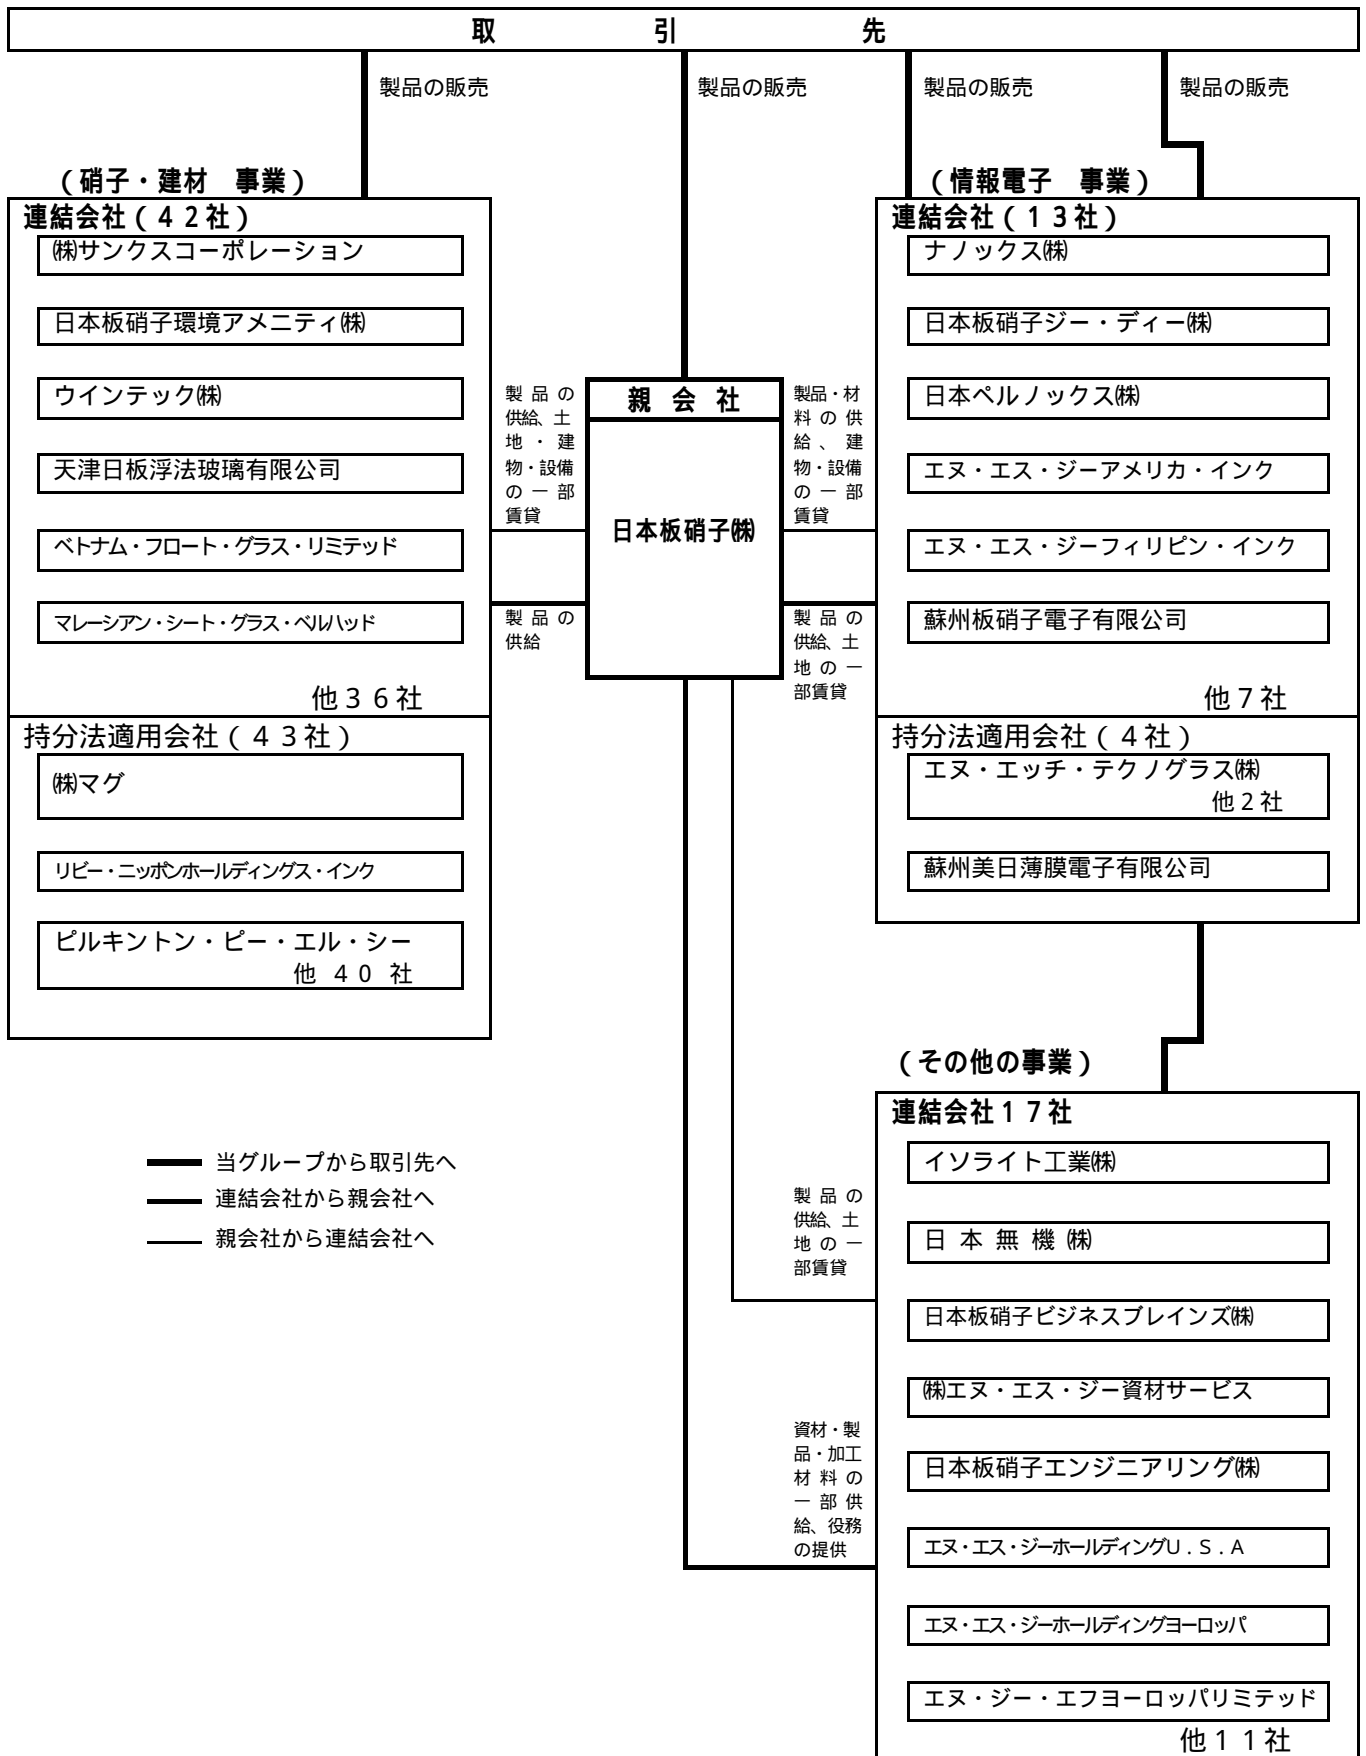 取　引　先
製品の販売
製品の販売
製品の販売
製品の販売
（硝子・建材　事業）
連結会社（４２社）
㈱サンクスコーポレーション
日本板硝子環境アメニティ㈱
ウインテック㈱
天津日板浮法玻璃有限公司
ベトナム・フロート・グラス・リミテッド
マレーシアン・シート・グラス・ベルハッド
他３６社
持分法適用会社（４３社）
㈱マグ
リビー・ニッポンホールディングス・インク
ピルキントン・ピー・エル・シー
他 ４０ 社
製品の
供給、土
地・建
物・設備
の一部
賃貸
製品の
供給
親 会 社
日本板硝子㈱
製品・材
料の供
給、建
物・設備
の一部
賃貸
製品の
供給、土
地の一
部賃貸
（情報電子　事業）
連結会社（１３社）
ナノックス㈱
日本板硝子ジー・ディー㈱
日本ペルノックス㈱
エヌ・エス・ジーアメリカ・インク
エヌ・エス・ジーフィリピン・インク
蘇州板硝子電子有限公司
他７社
持分法適用会社（４社）
エヌ・エッチ・テクノグラス㈱
他２社
蘇州美日薄膜電子有限公司
（その他の事業）
連結会社１７社
イソライト工業㈱
日 本 無 機 ㈱
日本板硝子ビジネスブレインズ㈱
㈱エヌ・エス・ジー資材サービス
日本板硝子エンジニアリング㈱
エヌ・エス・ジーホールディングＵ．Ｓ．Ａ
エヌ・エス・ジーホールディングヨーロッパ
エヌ・ジー・エフヨーロッパリミテッド
他１１社
製品の
供給、土
地の一
部賃貸
資材・製
品・加工
材料の
一部供
給、役務
の提供
当グループから取引先へ
連結会社から親会社へ
親会社から連結会社へ